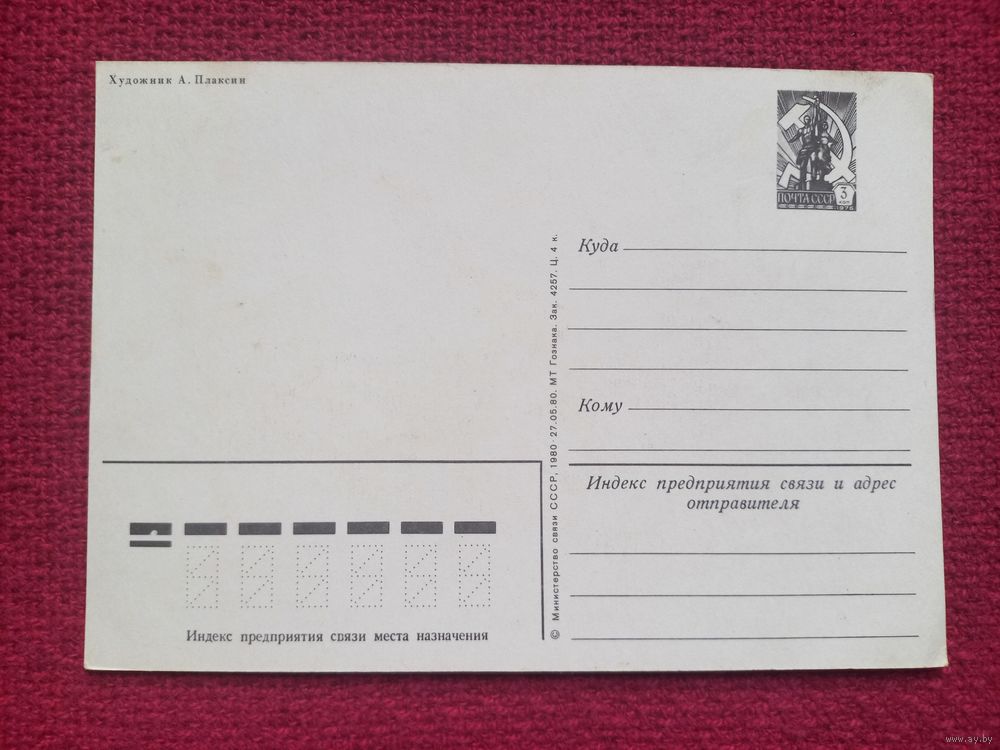 Художник А. Плаксин
ПОЧТА СССР
3
коп
1976
Куда
Кому
© Министерство связи СССР, 1980 27.05.80. МТ Гознака. Зак. 4257. Ц. 4 к.
Индекс предприятия связи и адрес
отправителя
Индекс предприятия связи места назначения
www.ay.by